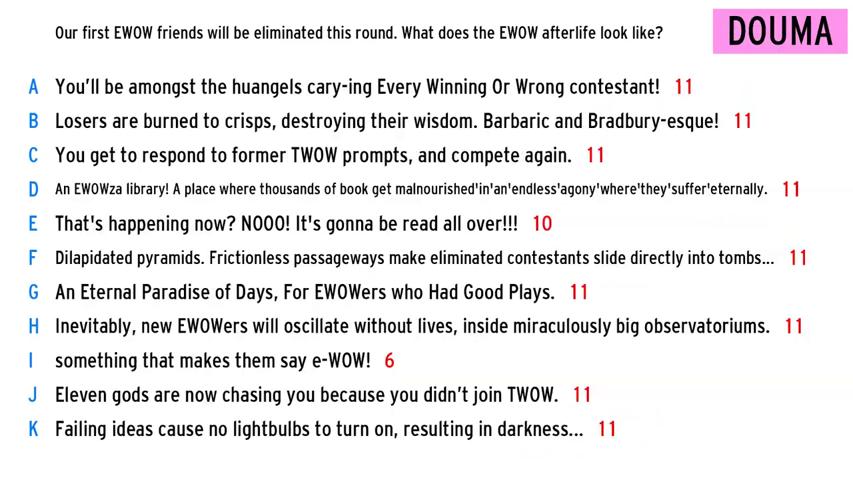 Our first EWOW friends will be eliminated this round. What does the EWOW afterlife look like?
DOUMA
A You'll be amongst the huangels cary-ing Every Winning Or Wrong contestant! 11
B Losers are burned to crisps, destroying their wisdom. Barbaric and Bradbury-esque! 11
C You get to respond to former TWOW prompts, and compete again. 11
D An EWOWza library! A place where thousands of book get malnourished'in'an'endless'agony'where'they'suffer'eternally. 11
E That's happening now? NOOO! It's gonna be read all over!!! 10
F Dilapidated pyramids. Frictionless passageways make eliminated contestants slide directly into tombs... 11
G An Eternal Paradise of Days, For EWOWers who Had Good Plays. 11
H Inevitably, new EWOWers will oscillate without lives, inside miraculously big observatoriums. 11
I something that makes them say e-WOW! 6
J Eleven gods are now chasing you because you didn't join TWOW. 11
K Failing ideas cause no lightbulbs to turn on, resulting in darkness... 11